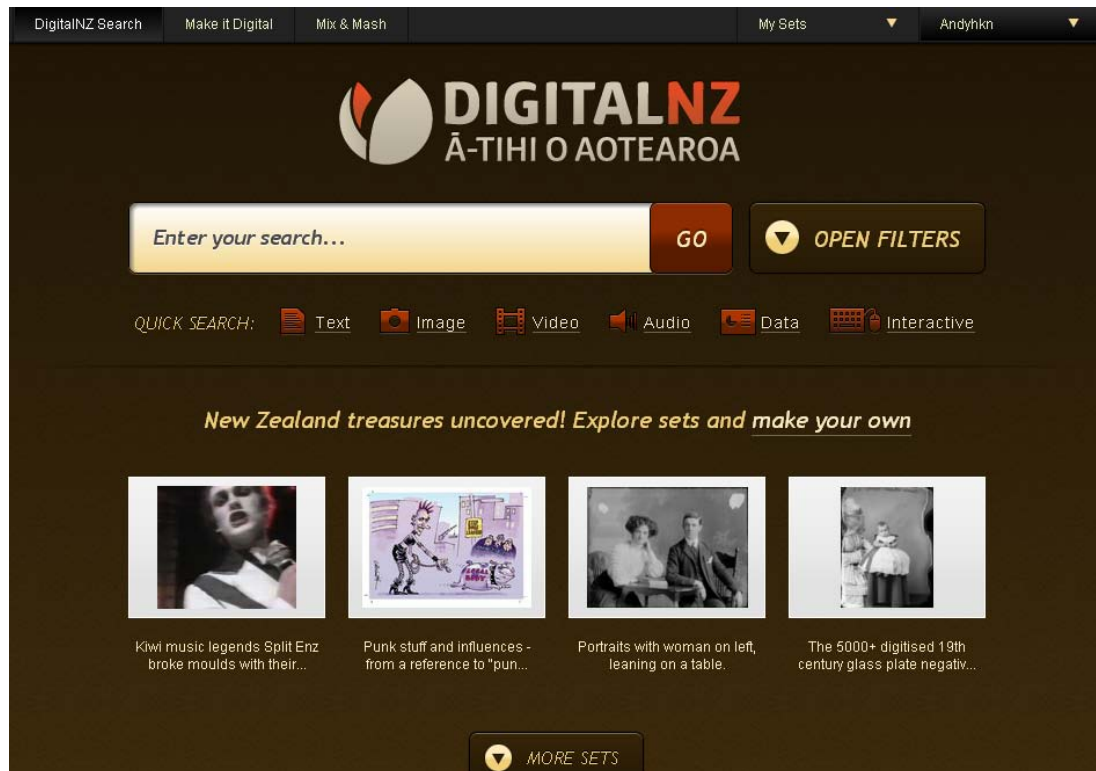 DigitalNZ Search Make it Digital Mix & Mash My Sets Andyhkn
DIGITALNZ
Ā-TIHI O AOTEAROA
Enter your search... GO OPEN FILTERS
QUICK SEARCH: Text Image Video Audio Data Interactive
New Zealand treasures uncovered! Explore sets and make your own
Kiwi music legends Split Enz
broke moulds with their...
Punk stuff and influences -
from a reference to "pun...
Portraits with woman on left,
leaning on a table.
The 5000+ digitised 19th
century glass plate negativ...
MORE SETS